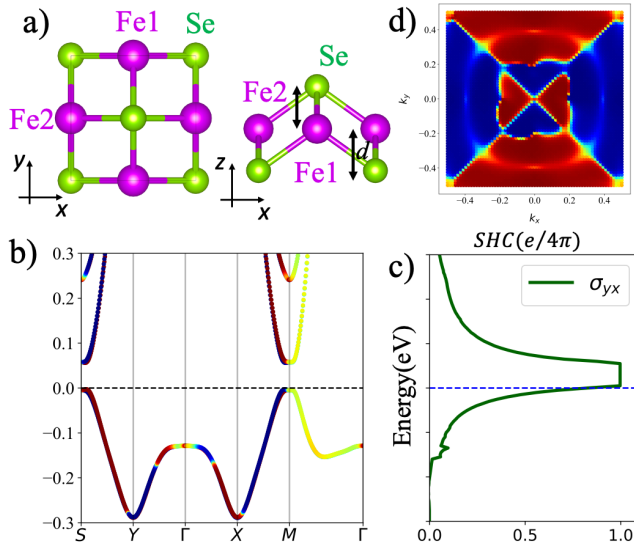 a)
Fe1
Se
Fe2
y
x
Se
Fe2
d
Fe1
z
x
d)
k_y
0.4
0.2
0.0
−0.2
−0.4
−0.4 −0.2 0.0 0.2 0.4
k_x
b)
0.3
0.2
0.1
0.0
−0.1
−0.2
−0.3
S Y Γ X M Γ
SHC(e/4π)
c)
σ_yx
Energy(eV)
0.0 0.5 1.0